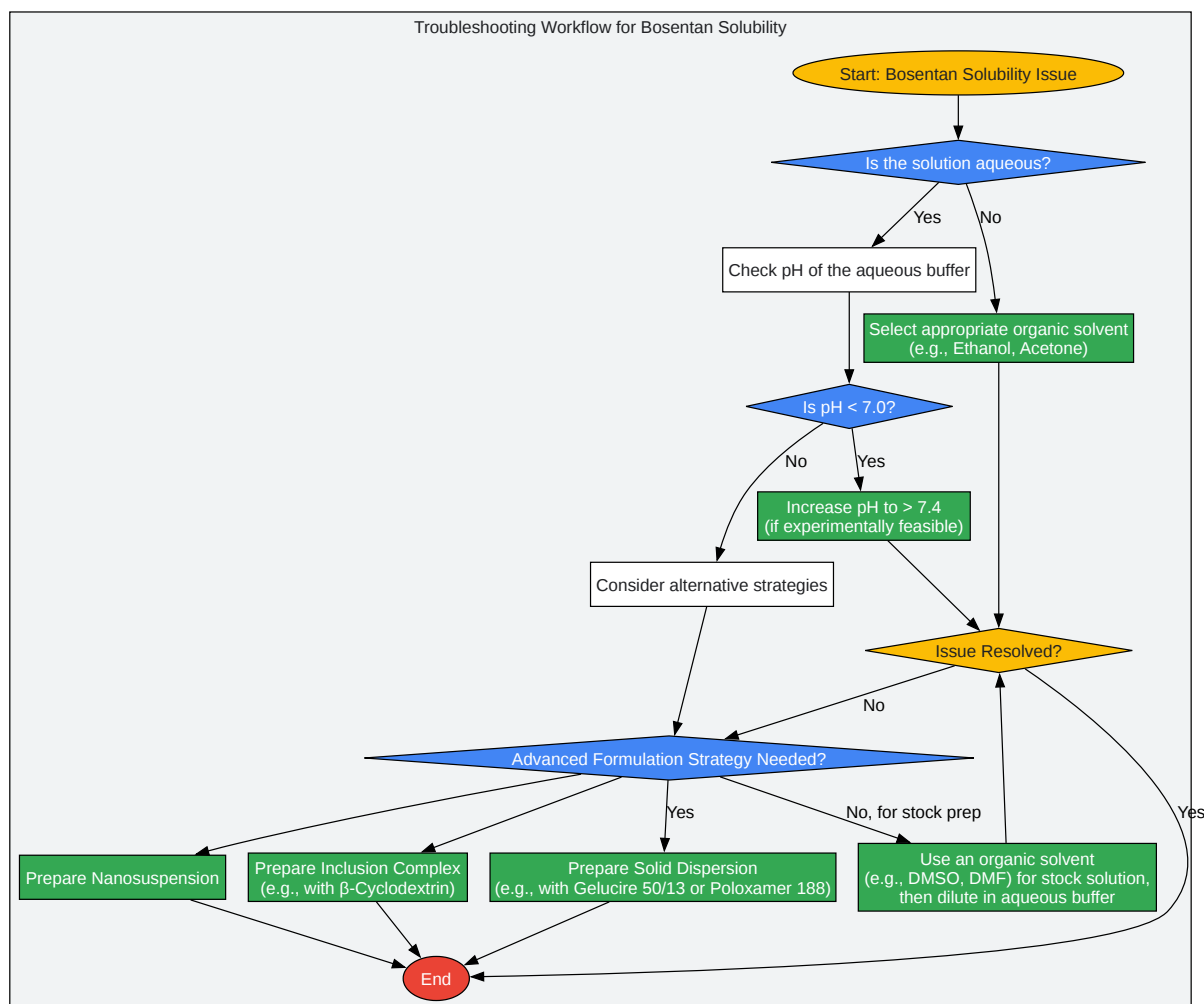 Troubleshooting Workflow for Bosentan Solubility
Start: Bosentan Solubility Issue
Is the solution aqueous?
Yes
No
Check pH of the aqueous buffer
Select appropriate organic solvent
(e.g., Ethanol, Acetone)
Is pH < 7.0?
No
Yes
Increase pH to > 7.4
(if experimentally feasible)
Consider alternative strategies
Issue Resolved?
No
Advanced Formulation Strategy Needed?
Yes
No, for stock prep
Yes
Prepare Nanosuspension
Prepare Inclusion Complex
(e.g., with β-Cyclodextrin)
Prepare Solid Dispersion
(e.g., with Gelucire 50/13 or Poloxamer 188)
Use an organic solvent
(e.g., DMSO, DMF) for stock solution,
then dilute in aqueous buffer
End